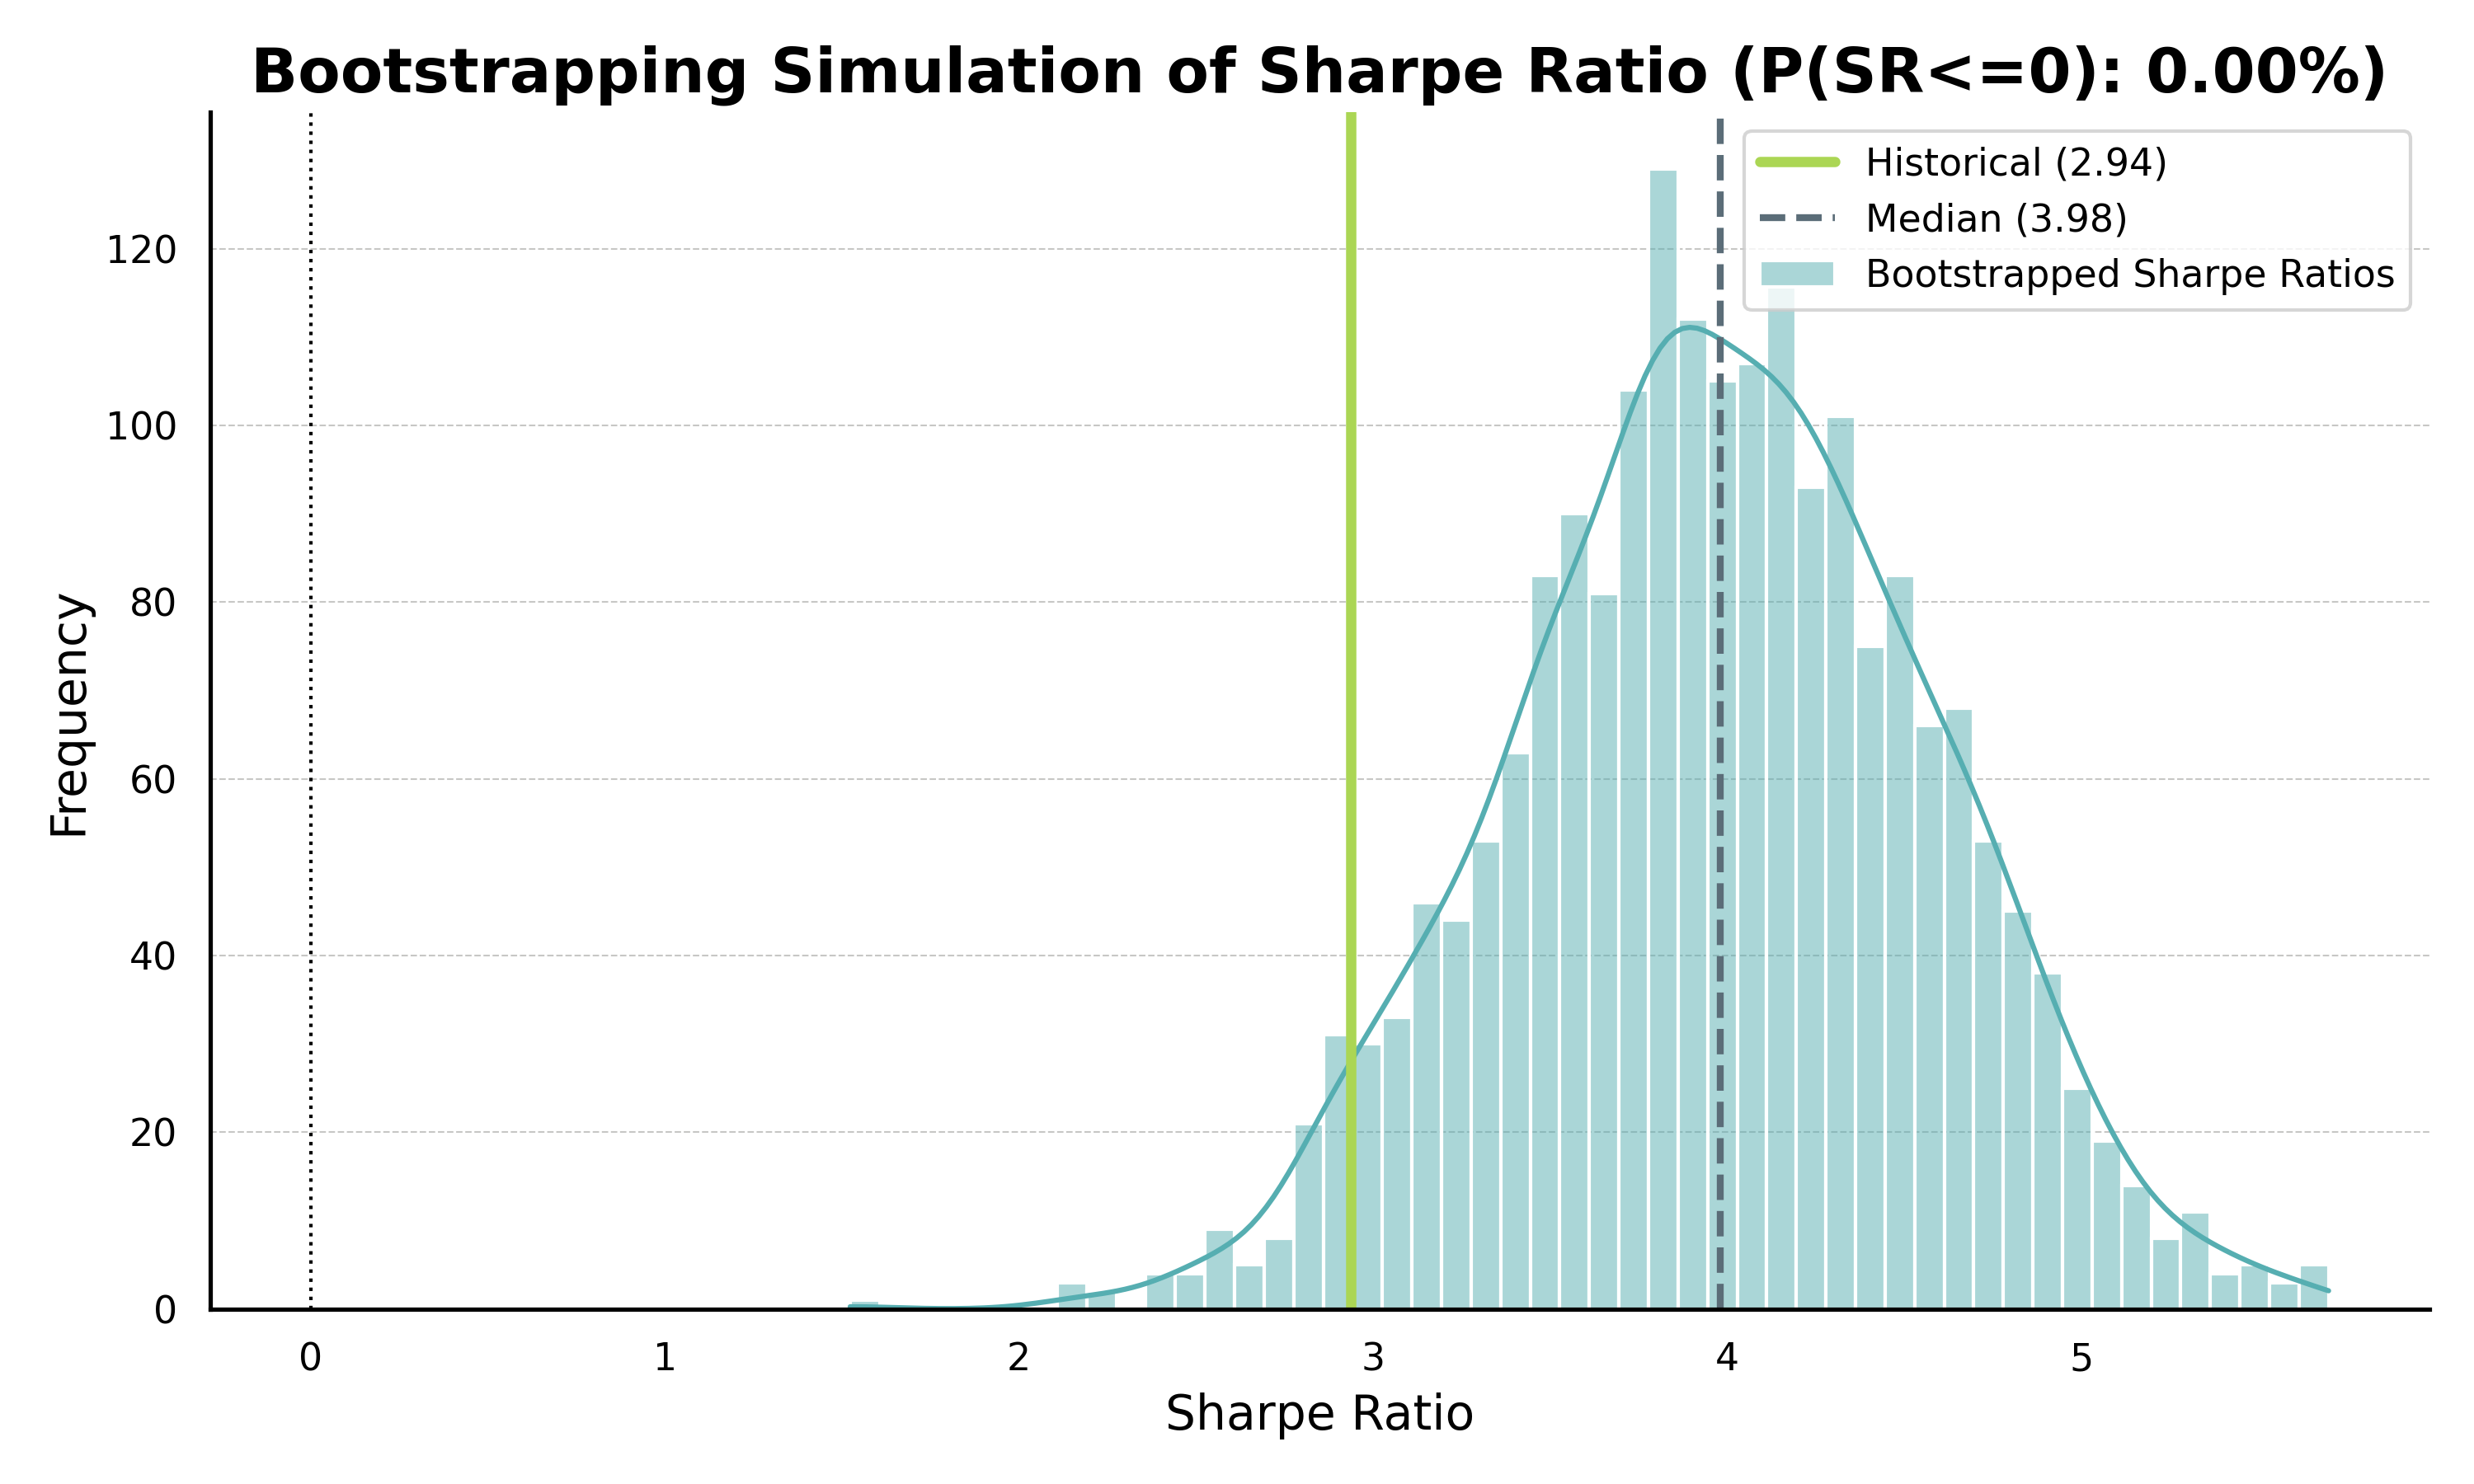 Bootstrapping Simulation of Sharpe Ratio (P(SR<=0): 0.00%)
Historical (2.94)
Median (3.98)
Bootstrapped Sharpe Ratios
Frequency
120
100
80
60
40
20
0
0 1 2 3 4 5
Sharpe Ratio